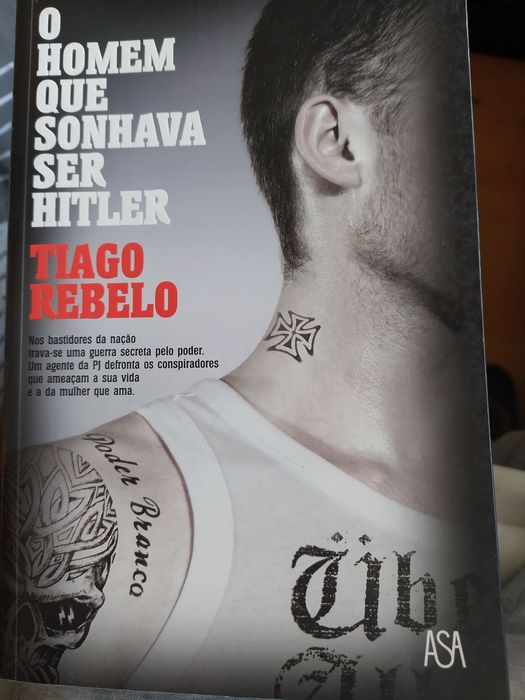 O
HOMEM
QUE
SONHAVA
SER
HITLER
TIAGO
REBELO
Nos bastidores da nação
trava-se uma guerra secreta pelo poder.
Um agente da PJ defronta os conspiradores
que ameaçam a sua vida
e a da mulher que ama.
Poder Branco
Übe
ASA